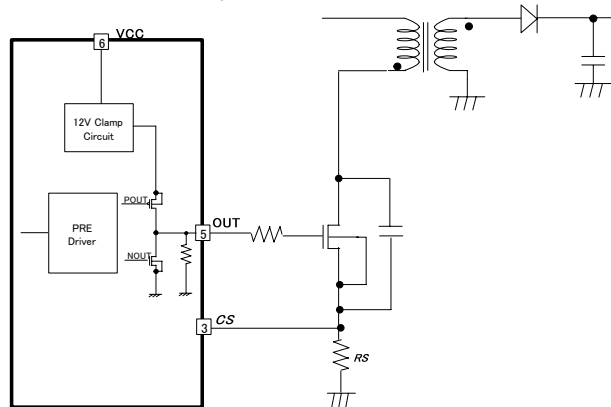 VCC
6
12V Clamp
Circuit
POUT
PRE
Driver
NOUT
5
OUT
3
CS
RS